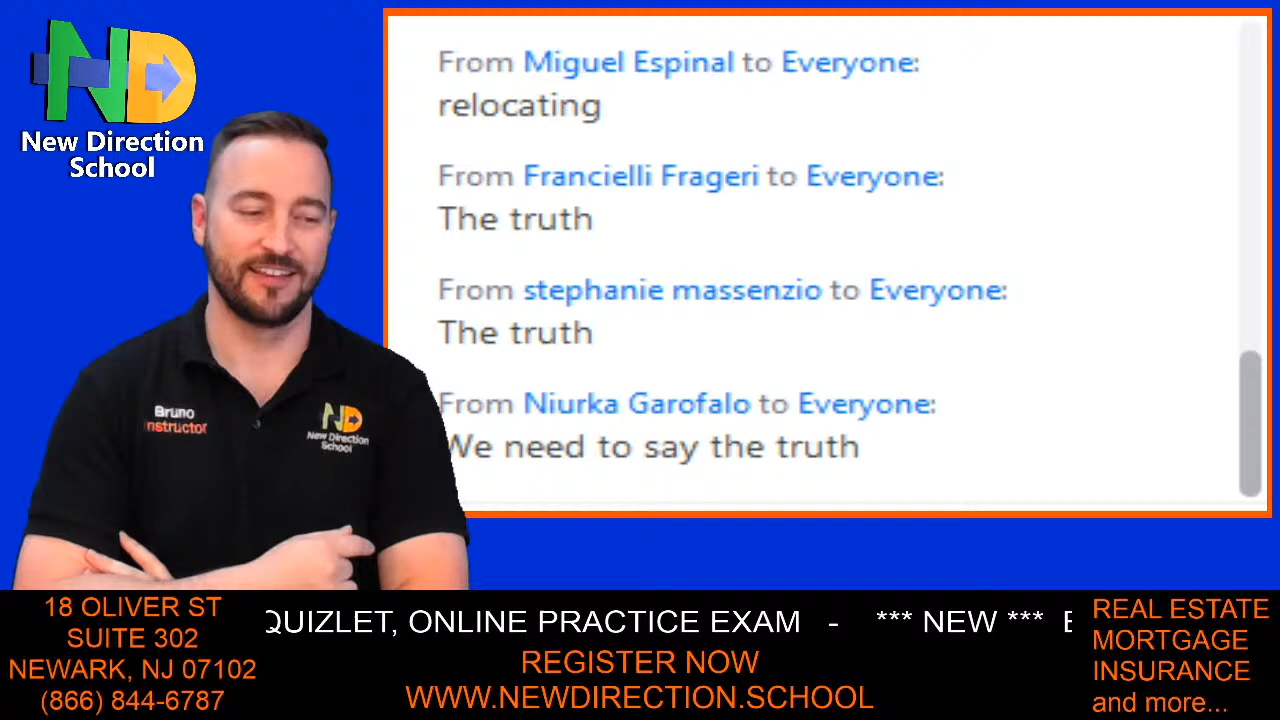 ND
New Direction
School
From Miguel Espinal to Everyone:
relocating
From Francielli Frageri to Everyone:
The truth
From stephanie massenzio to Everyone:
The truth
From Niurka Garofalo to Everyone:
We need to say the truth
Bruno
Instructor
ND
New Direction
School
18 OLIVER ST
SUITE 302
NEWARK, NJ 07102
(866) 844-6787
QUIZLET, ONLINE PRACTICE EXAM - *** NEW *** E
REGISTER NOW
WWW.NEWDIRECTION.SCHOOL
REAL ESTATE
MORTGAGE
INSURANCE
and more...